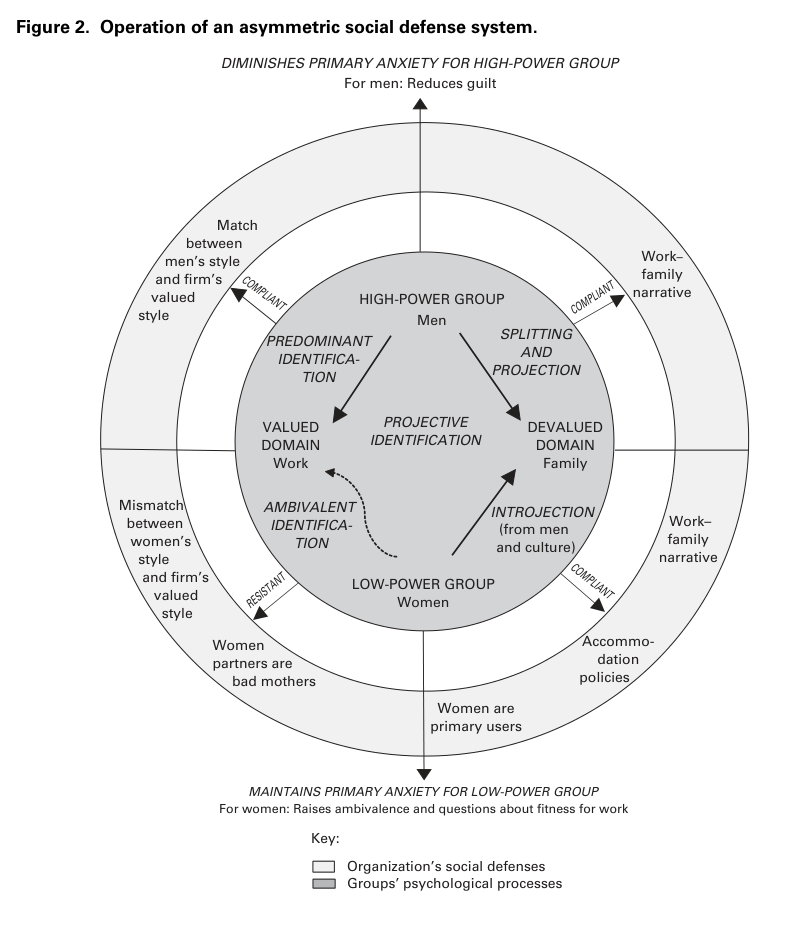 Figure 2. Operation of an asymmetric social defense system.
DIMINISHES PRIMARY ANXIETY FOR HIGH-POWER GROUP
For men: Reduces guilt
Match
between
men's style
and firm's
valued
style
COMPLIANT
Work–
family
narrative
COMPLIANT
HIGH-POWER GROUP
Men
PREDOMINANT
IDENTIFICA-
TION
SPLITTING
AND
PROJECTION
PROJECTIVE
IDENTIFICATION
VALUED
DOMAIN
Work
DEVALUED
DOMAIN
Family
AMBIVALENT
IDENTIFICA-
TION
INTROJECTION
(from men
and culture)
LOW-POWER GROUP
Women
Mismatch
between
women's
style
and firm's
valued
style
RESISTANT
Women
partners are
bad mothers
Work–
family
narrative
COMPLIANT
Accommo-
dation
policies
Women are
primary users
MAINTAINS PRIMARY ANXIETY FOR LOW-POWER GROUP
For women: Raises ambivalence and questions about fitness for work
Key:
Organization's social defenses
Groups' psychological processes